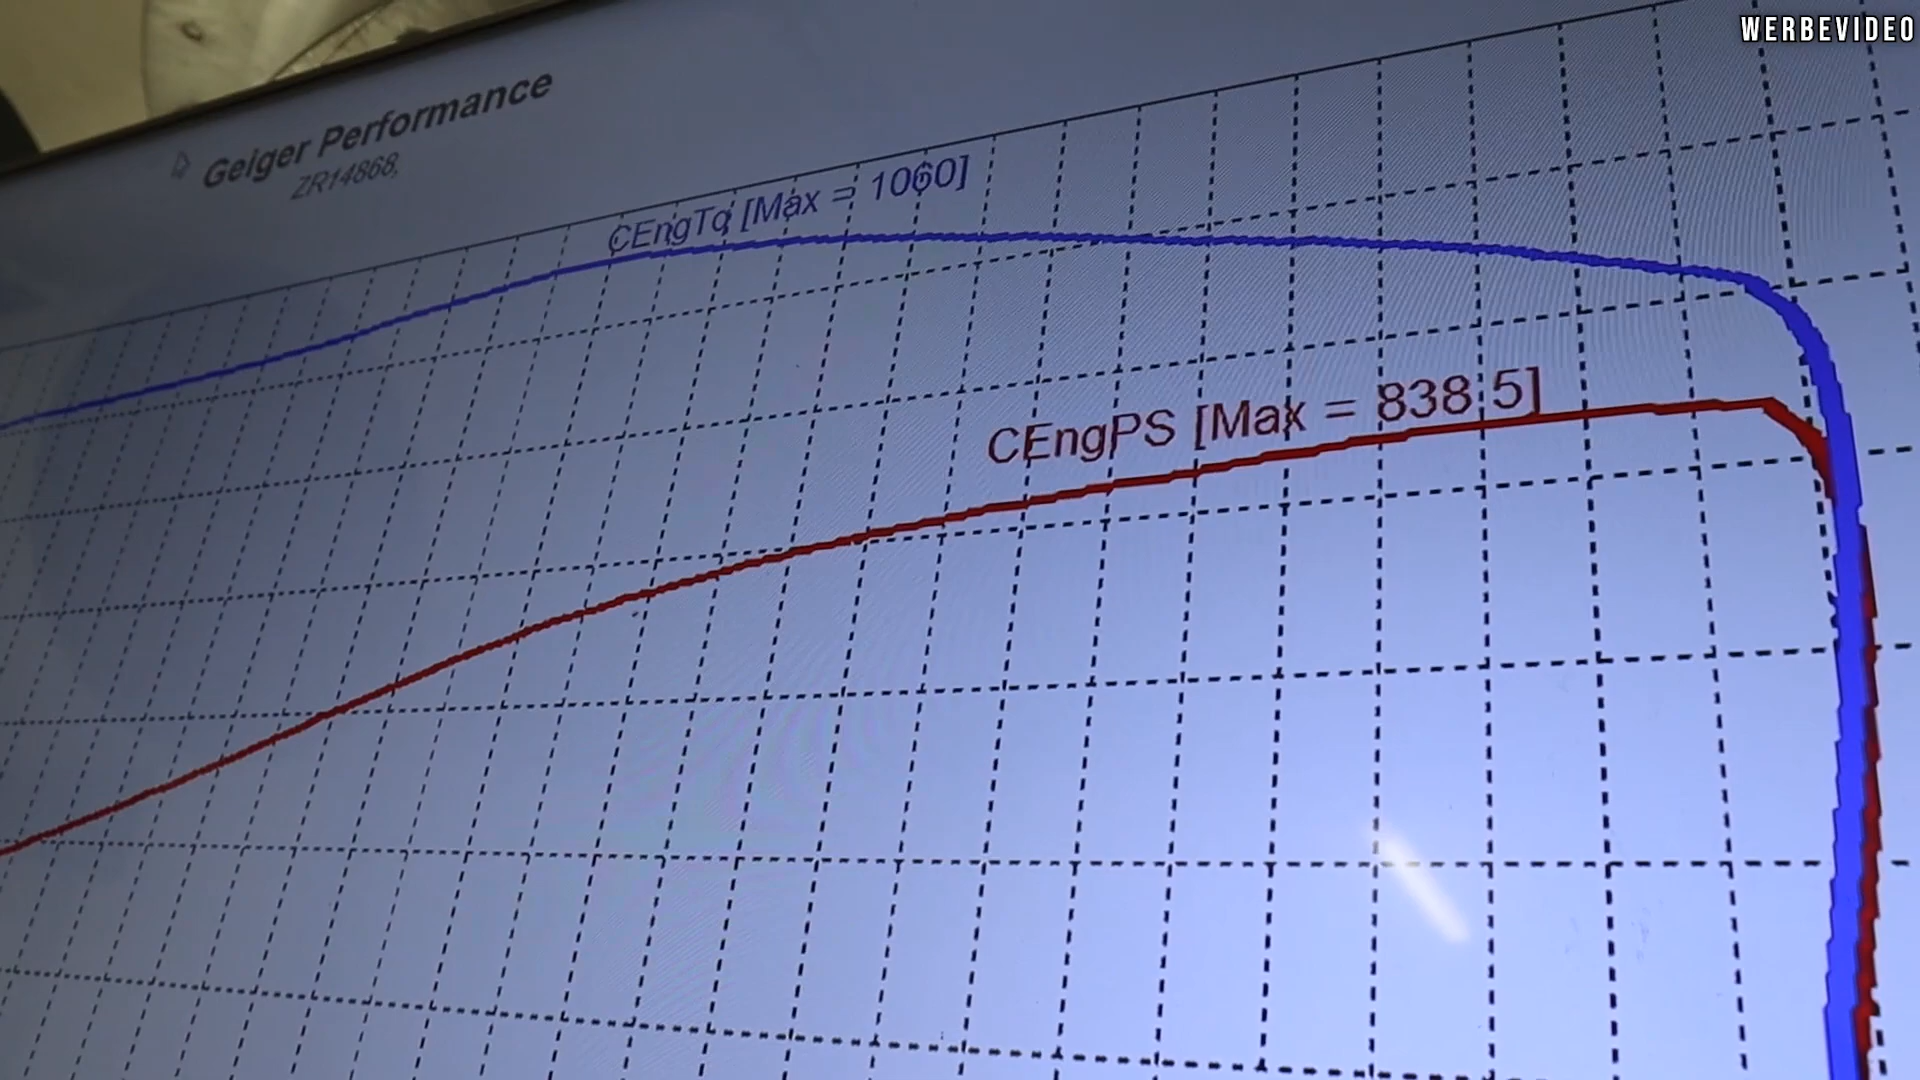 WERBEVIDEO
Geiger Performance
ZR14868,
CEngTq [Max = 1060]
CEngPS [Max = 838.5]